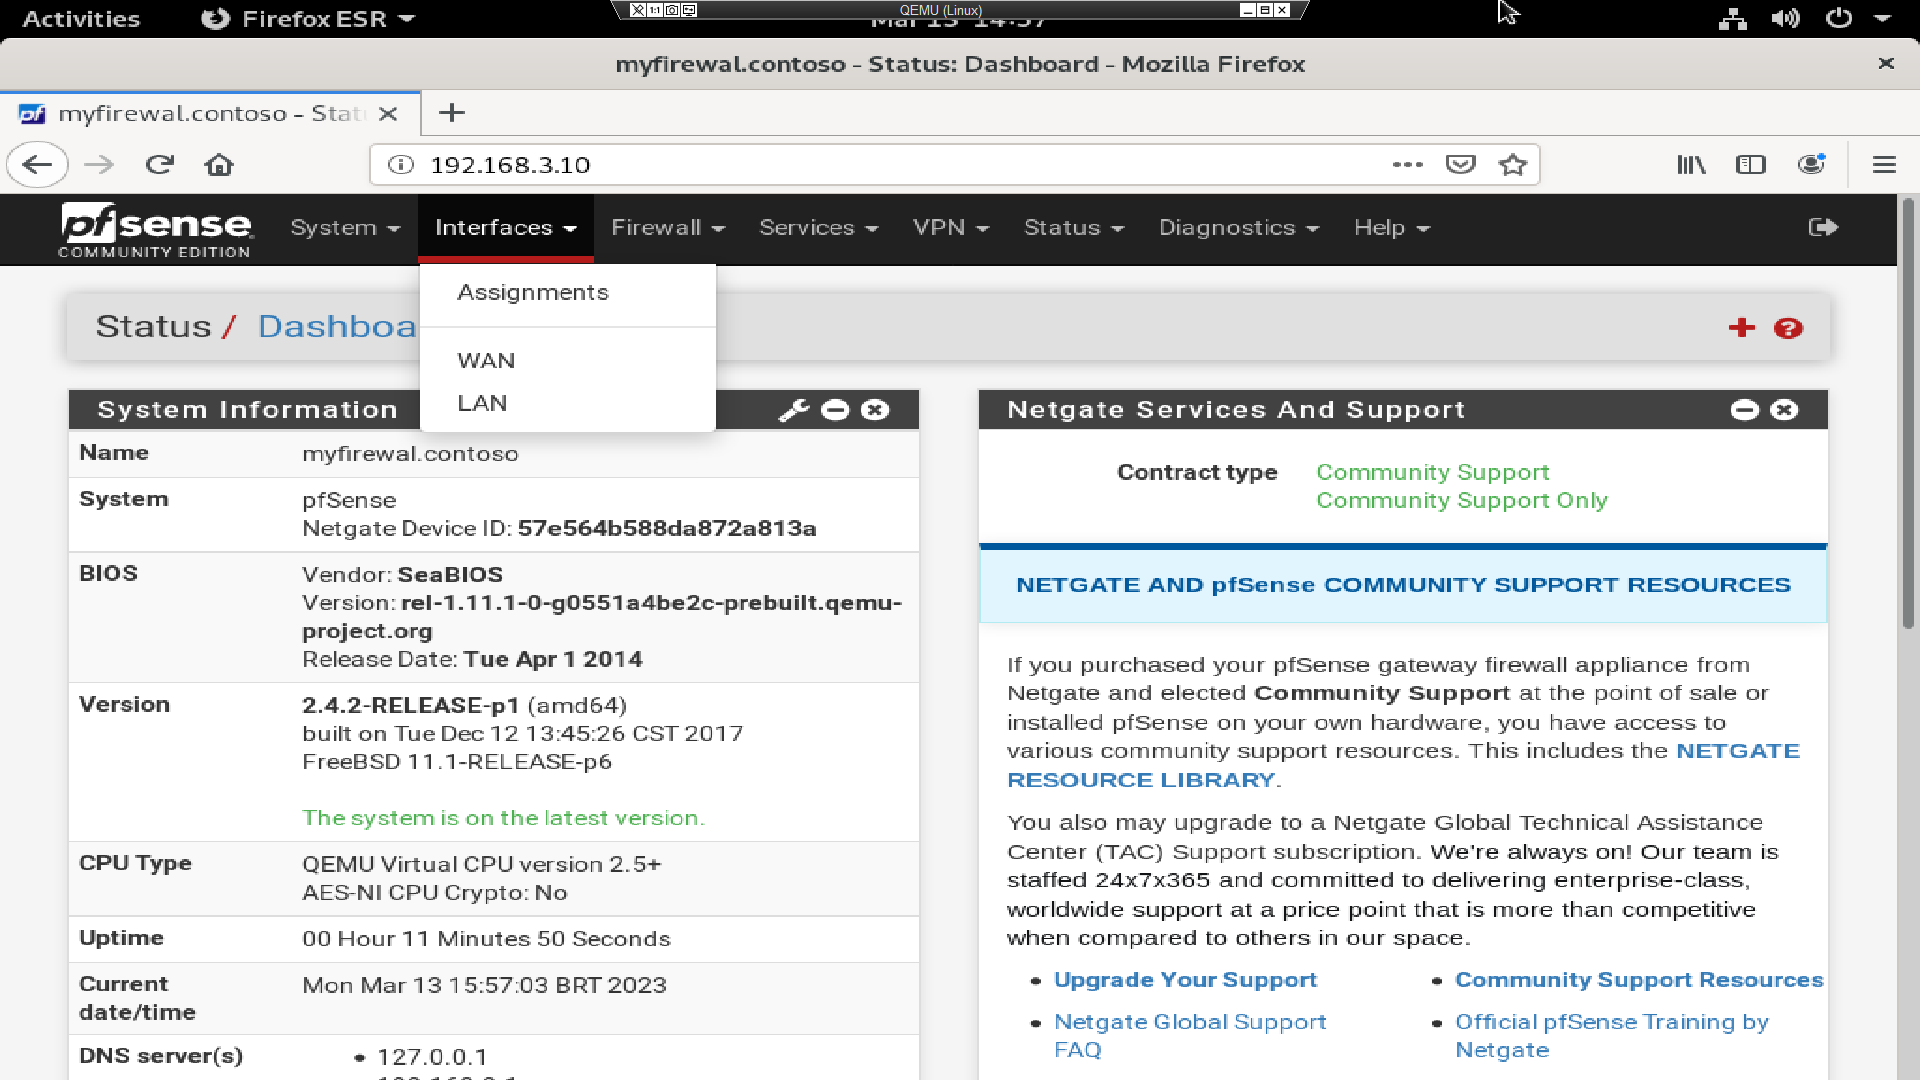 Activities
Firefox ESR
QEMU (Linux)
1:1
myfirewal.contoso - Status: Dashboard - Mozilla Firefox
myfirewal.contoso - Stat
192.168.3.10
pfsense
COMMUNITY EDITION
System
Interfaces
Firewall
Services
VPN
Status
Diagnostics
Help
Assignments
WAN
LAN
Status / Dashboa
System Information
Name myfirewal.contoso
System pfSense
Netgate Device ID: 57e564b588da872a813a
BIOS Vendor: SeaBIOS
Version: rel-1.11.1-0-g0551a4be2c-prebuilt.qemu-
project.org
Release Date: Tue Apr 1 2014
Version 2.4.2-RELEASE-p1 (amd64)
built on Tue Dec 12 13:45:26 CST 2017
FreeBSD 11.1-RELEASE-p6
The system is on the latest version.
CPU Type QEMU Virtual CPU version 2.5+
AES-NI CPU Crypto: No
Uptime 00 Hour 11 Minutes 50 Seconds
Current
date/time
Mon Mar 13 15:57:03 BRT 2023
DNS server(s) 127.0.0.1
Netgate Services And Support
Contract type Community Support
Community Support Only
NETGATE AND pfSense COMMUNITY SUPPORT RESOURCES
If you purchased your pfSense gateway firewall appliance from
Netgate and elected Community Support at the point of sale or
installed pfSense on your own hardware, you have access to
various community support resources. This includes the NETGATE
RESOURCE LIBRARY.
You also may upgrade to a Netgate Global Technical Assistance
Center (TAC) Support subscription. We're always on! Our team is
staffed 24x7x365 and committed to delivering enterprise-class,
worldwide support at a price point that is more than competitive
when compared to others in our space.
Upgrade Your Support
Netgate Global Support
FAQ
Community Support Resources
Official pfSense Training by
Netgate